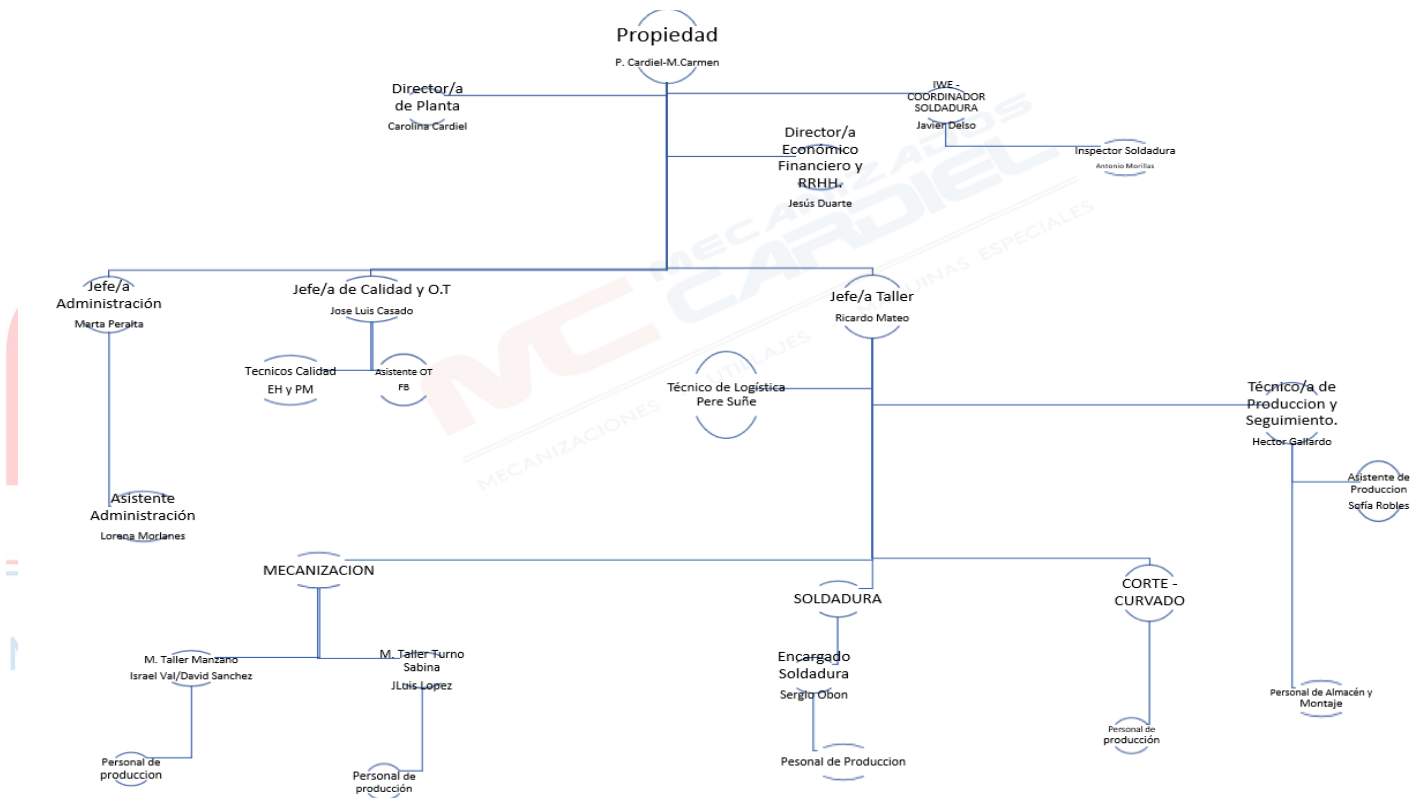 Propiedad
P. Cardiel-M.Carmen
Director/a
de Planta
Carolina Cardiel
IWE -
COORDINADOR
SOLDADURA
Javier Delso
Director/a
Económico
Financiero y
RRHH.
Jesús Duarte
Inspector Soldadura
Antonio Morillas
MECANIZADOS
CARDIEL
MC
MECANIZACIONES UTILLAJES MÁQUINAS ESPECIALES
Jefe/a
Administración
Marta Peralta
Jefe/a de Calidad y O.T
Jose Luis Casado
Jefe/a Taller
Ricardo Mateo
Tecnicos Calidad
EH y PM
Asistente OT
FB
Técnico de Logística
Pere Suñe
Técnico/a de
Produccion y
Seguimiento.
Hector Gallardo
Asistente de
Produccion
Sofía Robles
Asistente
Administración
Lorena Morlanes
MECANIZACION
SOLDADURA
CORTE -
CURVADO
M. Taller Manzano
Israel Val/David Sanchez
M. Taller Turno
Sabina
JLuis Lopez
Encargado
Soldadura
Sergio Obon
Personal de Almacén y
Montaje
Personal de
produccion
Personal de
producción
Pesonal de Produccion
Personal de
producción